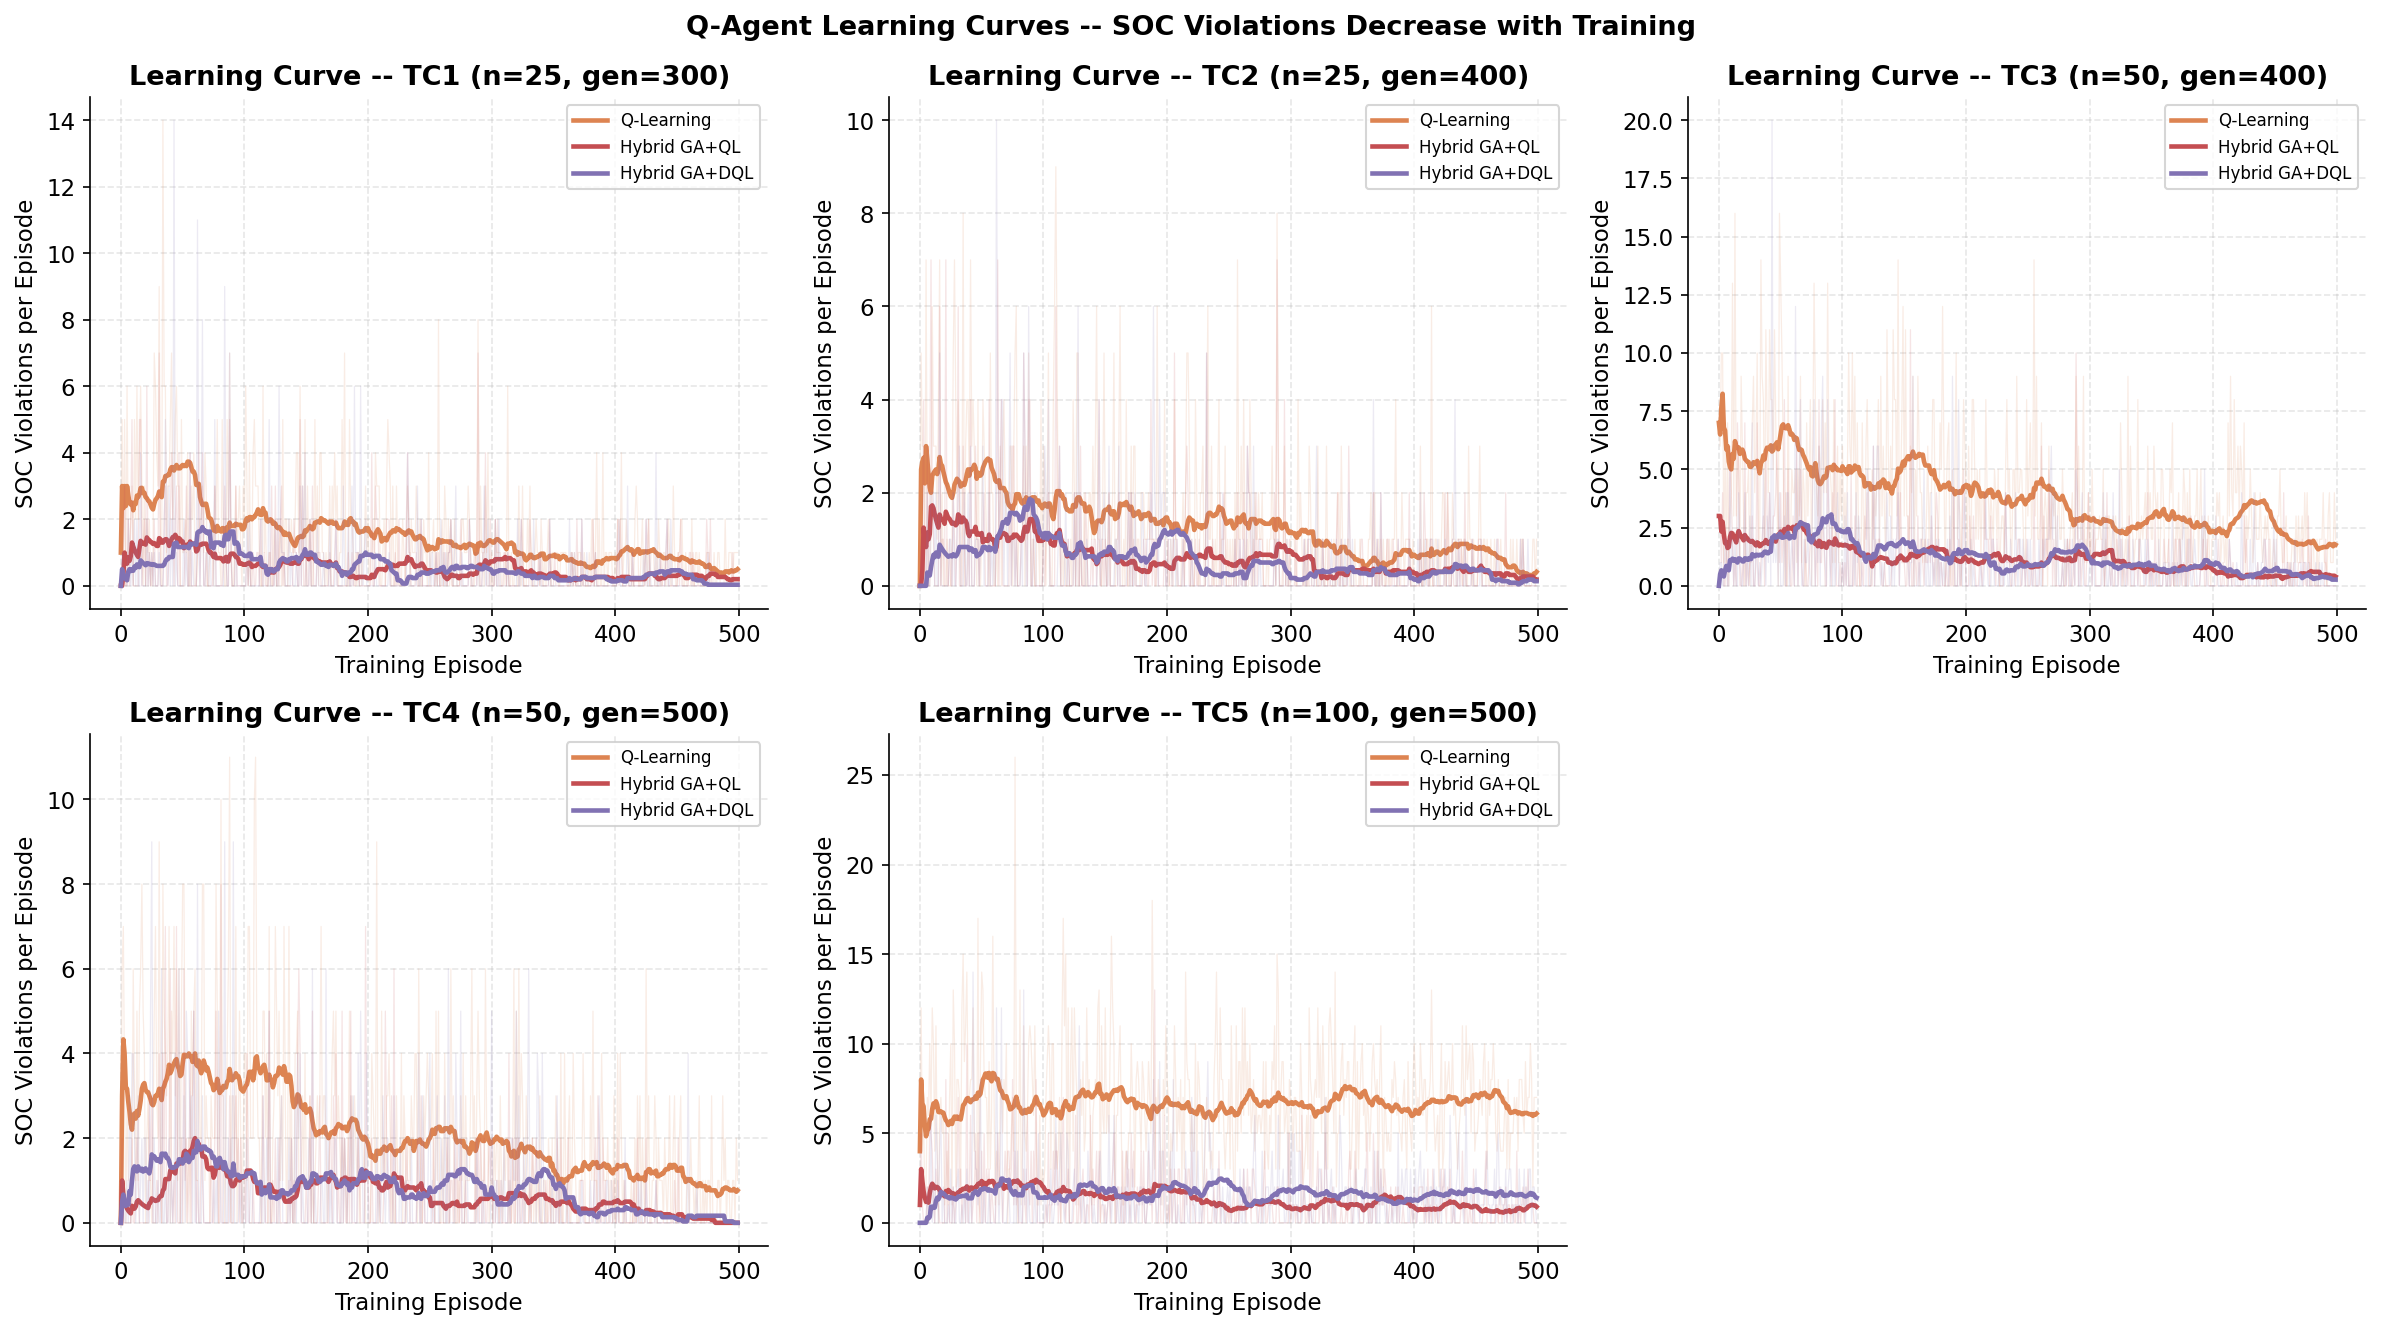 Q-Agent Learning Curves -- SOC Violations Decrease with Training
Learning Curve -- TC1 (n=25, gen=300)
SOC Violations per Episode
14
12
10
8
6
4
2
0
Q-Learning
Hybrid GA+QL
Hybrid GA+DQL
0 100 200 300 400 500
Training Episode
Learning Curve -- TC2 (n=25, gen=400)
SOC Violations per Episode
10
8
6
4
2
0
Q-Learning
Hybrid GA+QL
Hybrid GA+DQL
0 100 200 300 400 500
Training Episode
Learning Curve -- TC3 (n=50, gen=400)
SOC Violations per Episode
20.0
17.5
15.0
12.5
10.0
7.5
5.0
2.5
0.0
Q-Learning
Hybrid GA+QL
Hybrid GA+DQL
0 100 200 300 400 500
Training Episode
Learning Curve -- TC4 (n=50, gen=500)
SOC Violations per Episode
10
8
6
4
2
0
Q-Learning
Hybrid GA+QL
Hybrid GA+DQL
0 100 200 300 400 500
Training Episode
Learning Curve -- TC5 (n=100, gen=500)
SOC Violations per Episode
25
20
15
10
5
0
Q-Learning
Hybrid GA+QL
Hybrid GA+DQL
0 100 200 300 400 500
Training Episode